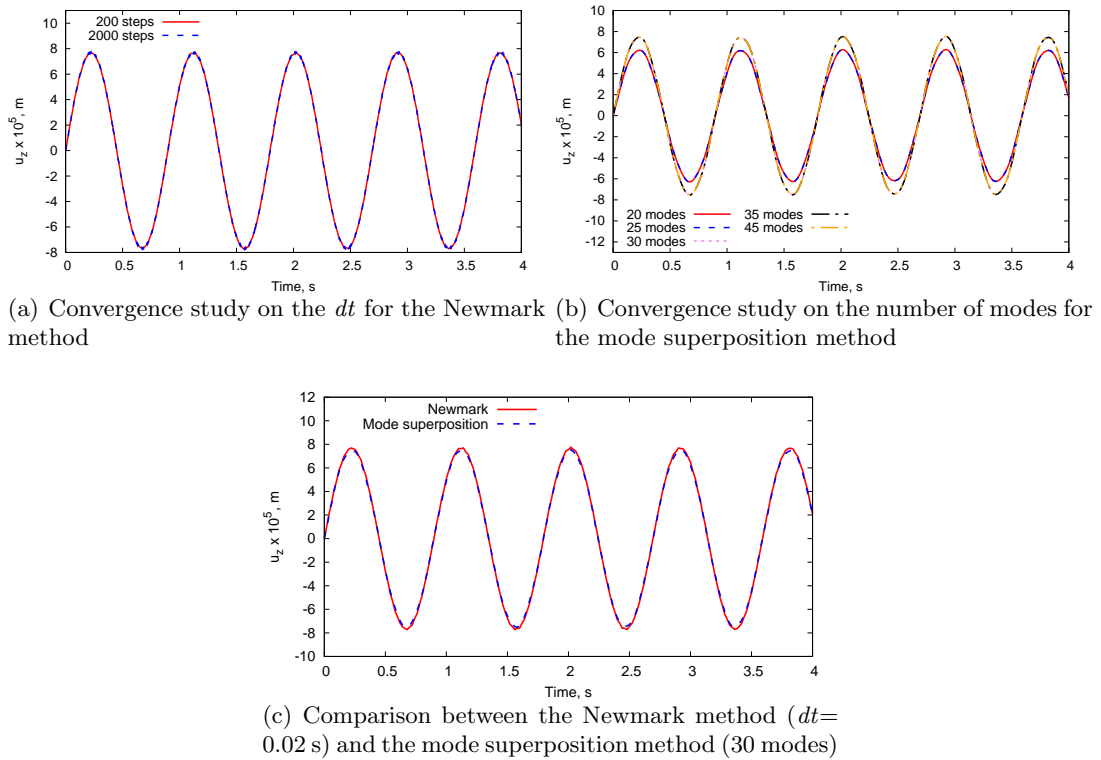 200 steps
2000 steps
10
8
6
4
2
0
-2
-4
-6
-8
u_z x 10^5, m
0 0.5 1 1.5 2 2.5 3 3.5 4
Time, s
(a) Convergence study on the dt for the Newmark
method
10
8
6
4
2
0
-2
-4
-6
-8
-10
-13
u_z x 10^5, m
20 modes
25 modes
30 modes
35 modes
45 modes
0 0.5 1 1.5 2 2.5 3 3.5 4
Time, s
(b) Convergence study on the number of modes for
the mode superposition method
Newmark
Mode superposition
12
10
8
6
4
2
0
-2
-4
-6
-8
-10
u_z x 10^5, m
0 0.5 1 1.5 2 2.5 3 3.5 4
Time, s
(c) Comparison between the Newmark method (dt=
0.02 s) and the mode superposition method (30 modes)